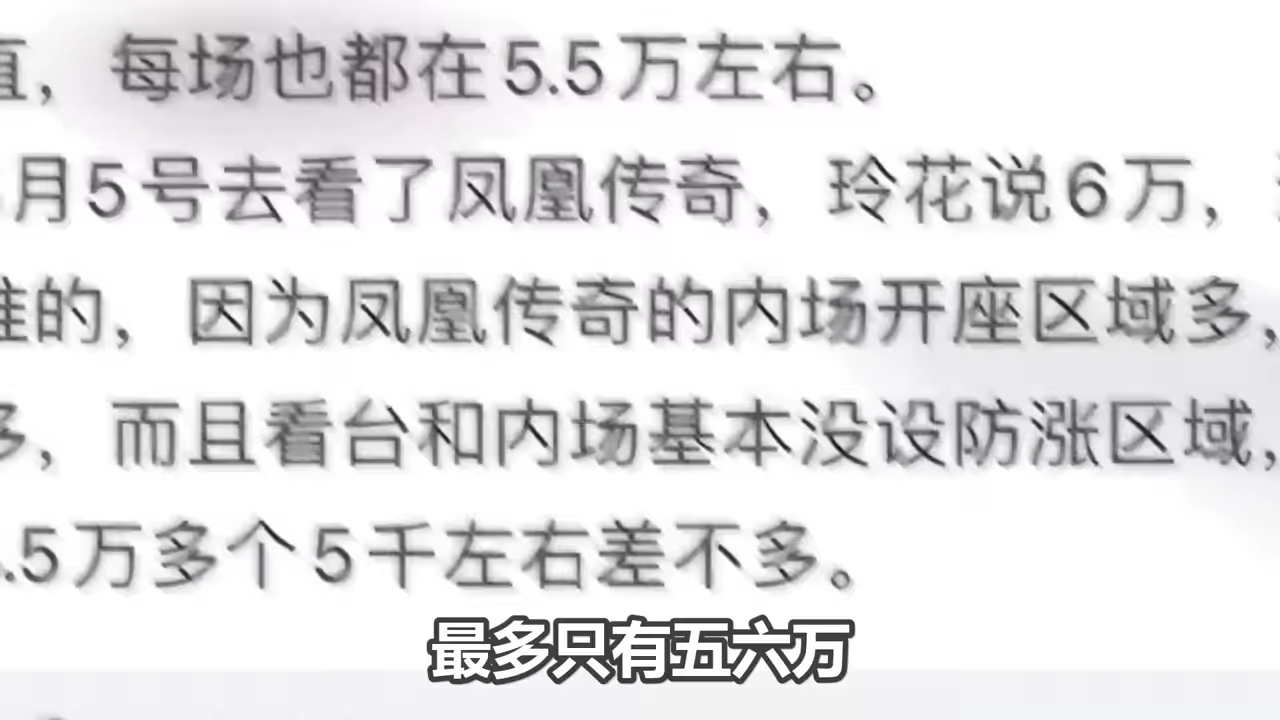 直，每场也都在5.5万左右。
月5号去看了凤凰传奇，玲花说6万，
准的，因为凤凰传奇的内场开座区域多，
多，而且看台和内场基本没设防涨区域，
.5万多个5千左右差不多。
最多只有五六万